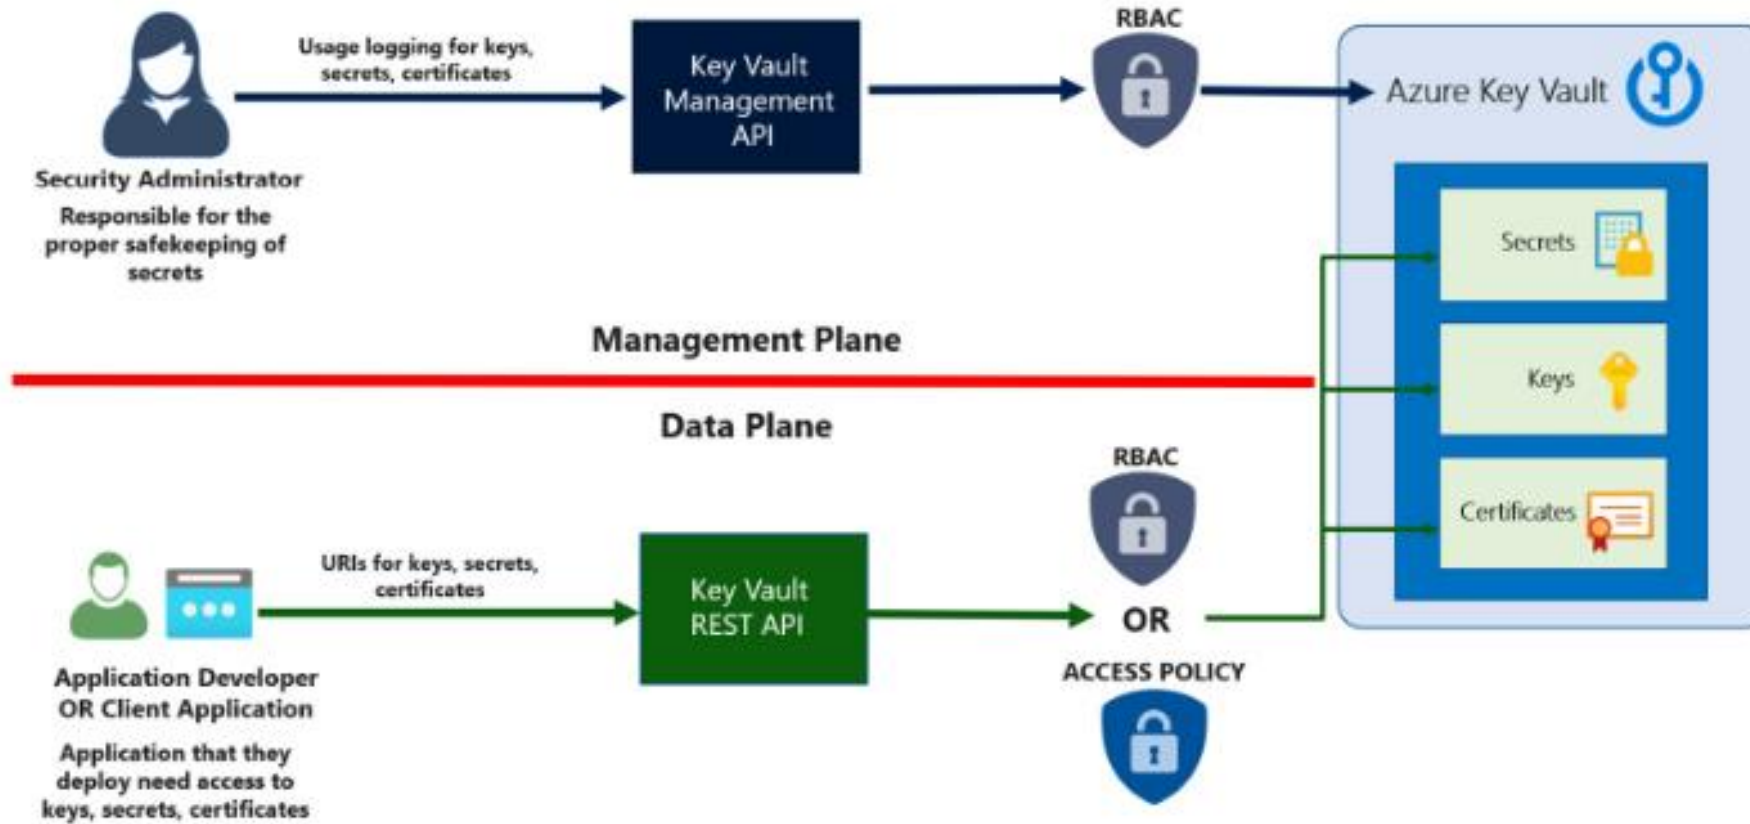 RBAC
Usage logging for keys,
secrets, certificates
Key Vault
Management
API
Azure Key Vault
Security Administrator
Responsible for the
proper safekeeping of
secrets
Secrets
Management Plane
Keys
Data Plane
RBAC
Certificates
URIs for keys, secrets,
certificates
Key Vault
REST API
OR
ACCESS POLICY
Application Developer
OR Client Application
Application that they
deploy need access to
keys, secrets, certificates